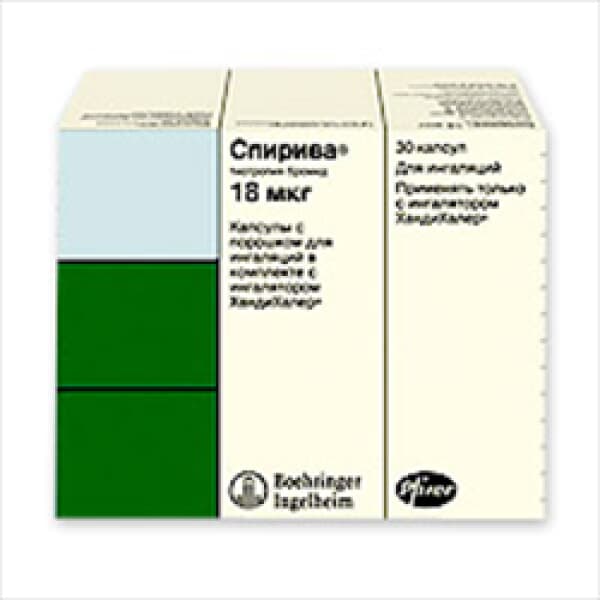 Спирива®
тиотропия бромид
18 мкг
Капсулы с
порошком для
ингаляций в
комплекте с
ингалятором
ХандиХалер®
Boehringer
Ingelheim
30 капсул
Для ингаляций
Применять только
с ингалятором
ХандиХалер®
Pfizer